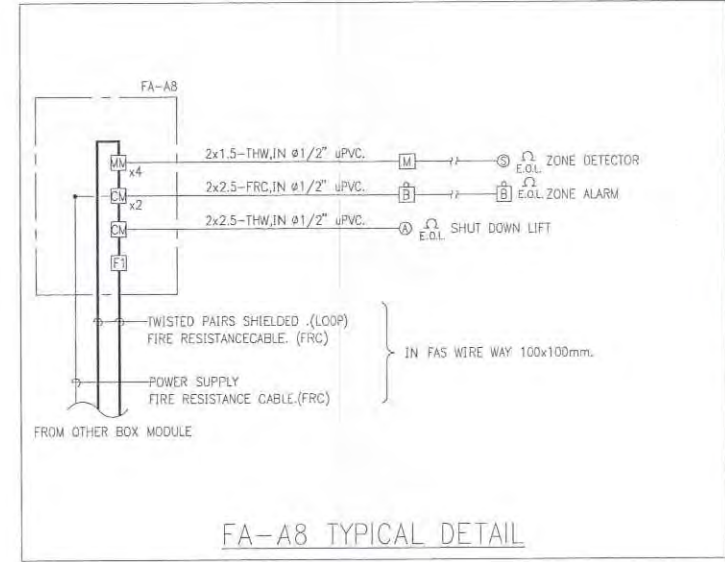 FA-A8
MM x4 2x1.5-THW,IN ø1/2" uPVC. M S Ω E.O.L. ZONE DETECTOR
CM x2 2x2.5-FRC,IN ø1/2" uPVC. B B Ω E.O.L. ZONE ALARM
CM 2x2.5-THW,IN ø1/2" uPVC. A Ω E.O.L. SHUT DOWN LIFT
F1
TWISTED PAIRS SHIELDED .(LOOP)
FIRE RESISTANCECABLE. (FRC)
IN FAS WIRE WAY 100x100mm.
POWER SUPPLY
FIRE RESISTANCE CABLE.(FRC)
FROM OTHER BOX MODULE
FA-A8 TYPICAL DETAIL